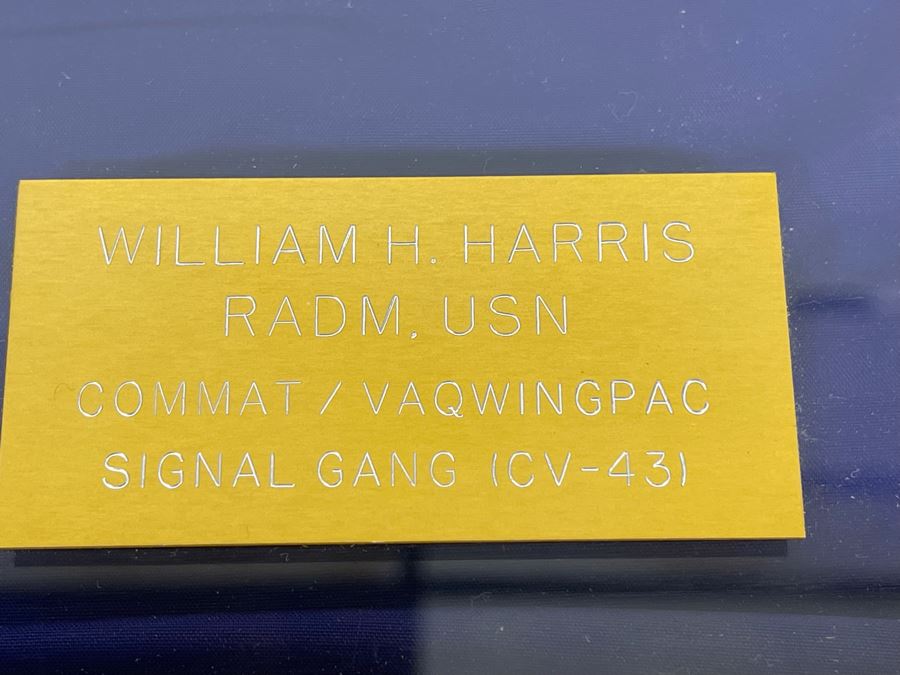 WILLIAM H. HARRIS
RADM, USN
COMMAT / VAQWINGPAC
SIGNAL GANG (CV-43)